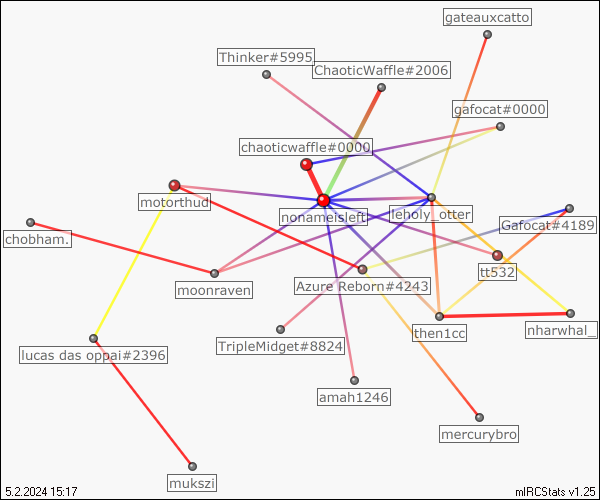 gateauxcatto
Thinker#5995
ChaoticWaffle#2006
gafocat#0000
chaoticwaffle#0000
motorthud
nonameisleft
leholy_otter
Gafocat#4189
chobham.
tt532
moonraven
Azure Reborn#4243
then1cc
nharwhal_
TripleMidget#8824
lucas das oppai#2396
amah1246
mercurybro
mukszi
5.2.2024 15:17
mIRCStats v1.25